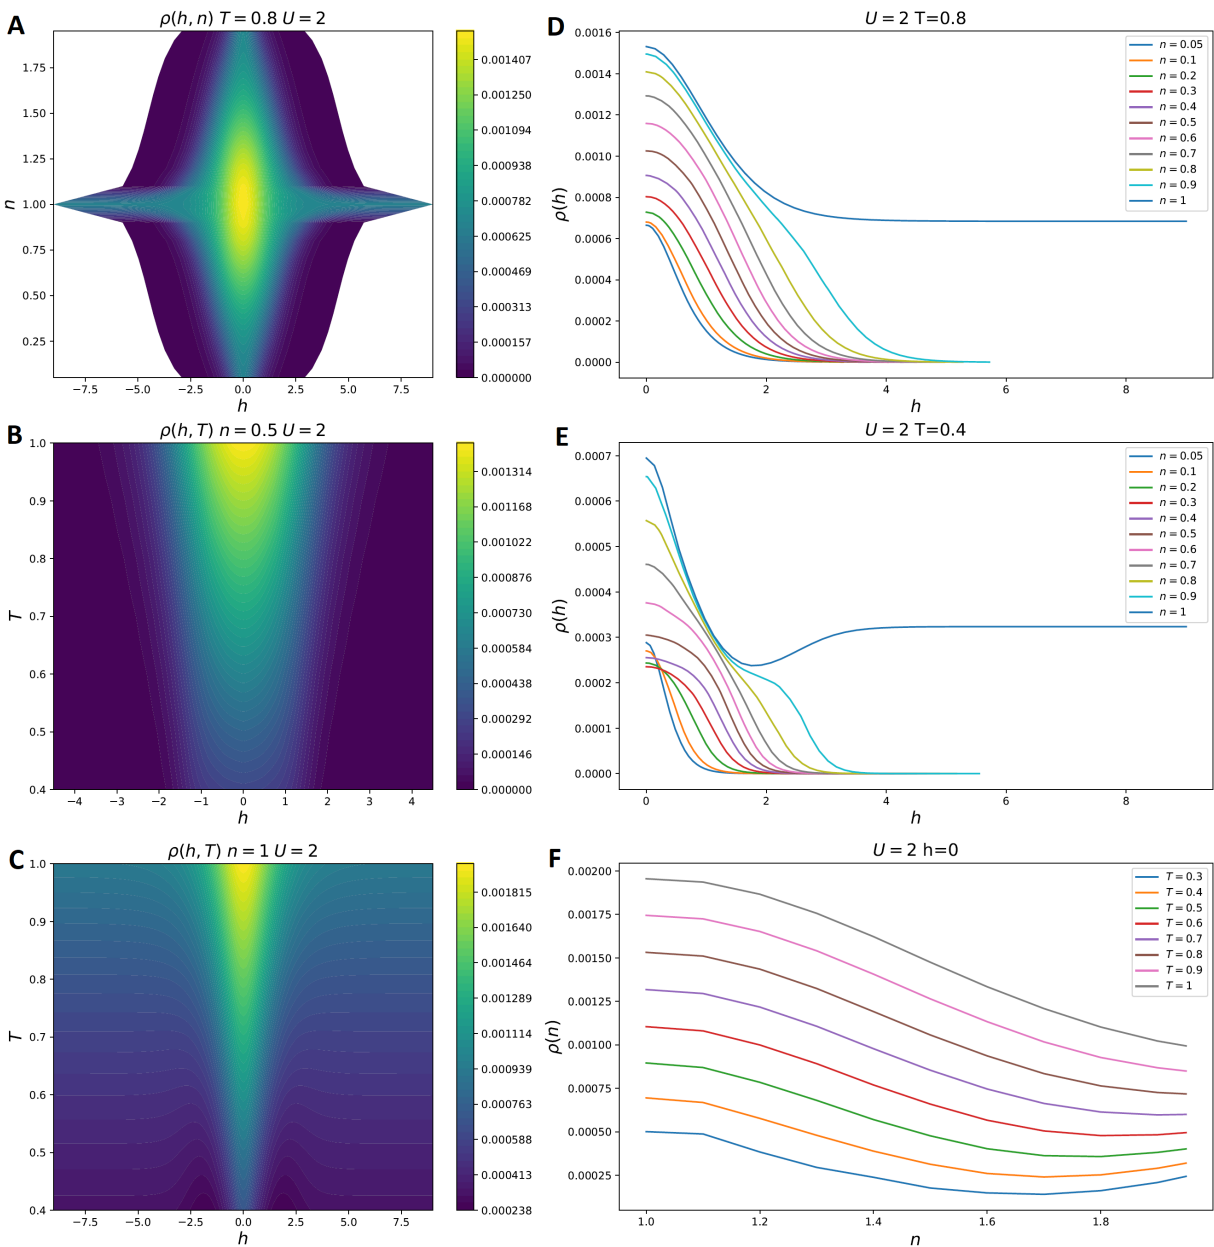 A
ρ(h, n) T = 0.8 U = 2
n
1.75
1.50
1.25
1.00
0.75
0.50
0.25
−7.5 −5.0 −2.5 0.0 2.5 5.0 7.5
h
0.001407
0.001250
0.001094
0.000938
0.000782
0.000625
0.000469
0.000313
0.000157
0.000000
D
U = 2 T=0.8
ρ(h)
0.0016
0.0014
0.0012
0.0010
0.0008
0.0006
0.0004
0.0002
0.0000
0 2 4 6 8
h
n = 0.05
n = 0.1
n = 0.2
n = 0.3
n = 0.4
n = 0.5
n = 0.6
n = 0.7
n = 0.8
n = 0.9
n = 1
B
ρ(h, T) n = 0.5 U = 2
T
1.0
0.9
0.8
0.7
0.6
0.5
0.4
−4 −3 −2 −1 0 1 2 3 4
h
0.001314
0.001168
0.001022
0.000876
0.000730
0.000584
0.000438
0.000292
0.000146
0.000000
E
U = 2 T=0.4
ρ(h)
0.0007
0.0006
0.0005
0.0004
0.0003
0.0002
0.0001
0.0000
0 2 4 6 8
h
n = 0.05
n = 0.1
n = 0.2
n = 0.3
n = 0.4
n = 0.5
n = 0.6
n = 0.7
n = 0.8
n = 0.9
n = 1
C
ρ(h, T) n = 1 U = 2
T
1.0
0.9
0.8
0.7
0.6
0.5
0.4
−7.5 −5.0 −2.5 0.0 2.5 5.0 7.5
h
0.001815
0.001640
0.001464
0.001289
0.001114
0.000939
0.000763
0.000588
0.000413
0.000238
F
U = 2 h=0
ρ(n)
0.00200
0.00175
0.00150
0.00125
0.00100
0.00075
0.00050
0.00025
1.0 1.2 1.4 1.6 1.8
n
T = 0.3
T = 0.4
T = 0.5
T = 0.6
T = 0.7
T = 0.8
T = 0.9
T = 1